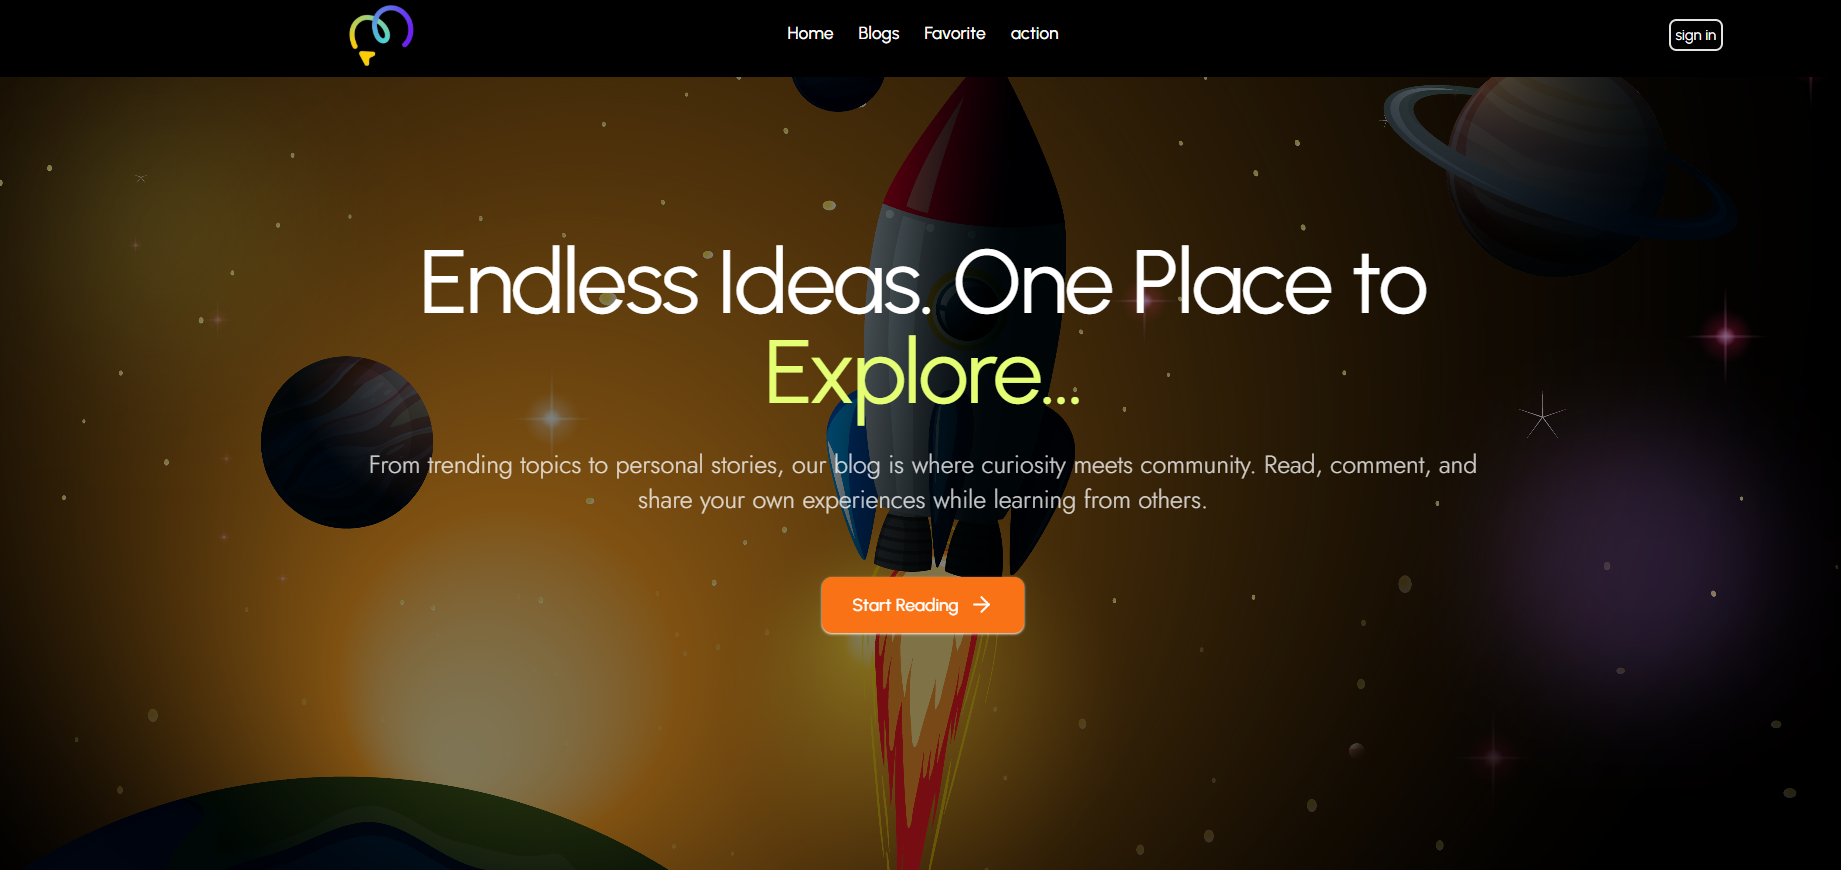 Home Blogs Favorite action sign in
Endless Ideas. One Place to
Explore...
From trending topics to personal stories, our blog is where curiosity meets community. Read, comment, and
share your own experiences while learning from others.
Start Reading